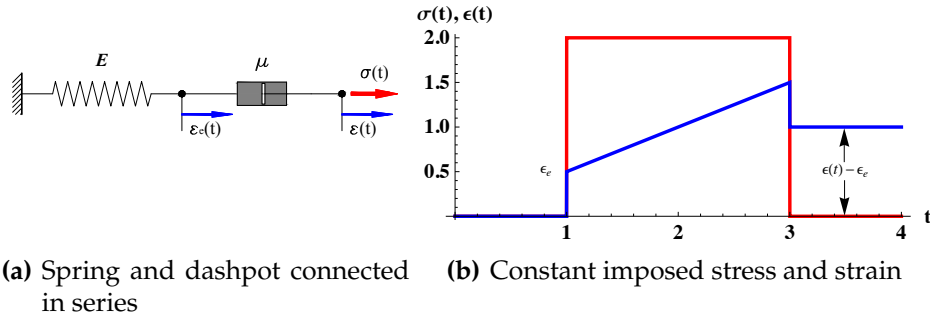 E
μ
σ(t)
εₑ(t)
ε(t)
(a) Spring and dashpot connected
in series
σ(t), ϵ(t)
2.0
1.5
1.0
0.5
ϵₑ
ϵ(t) − ϵₑ
t
1 2 3 4
(b) Constant imposed stress and strain